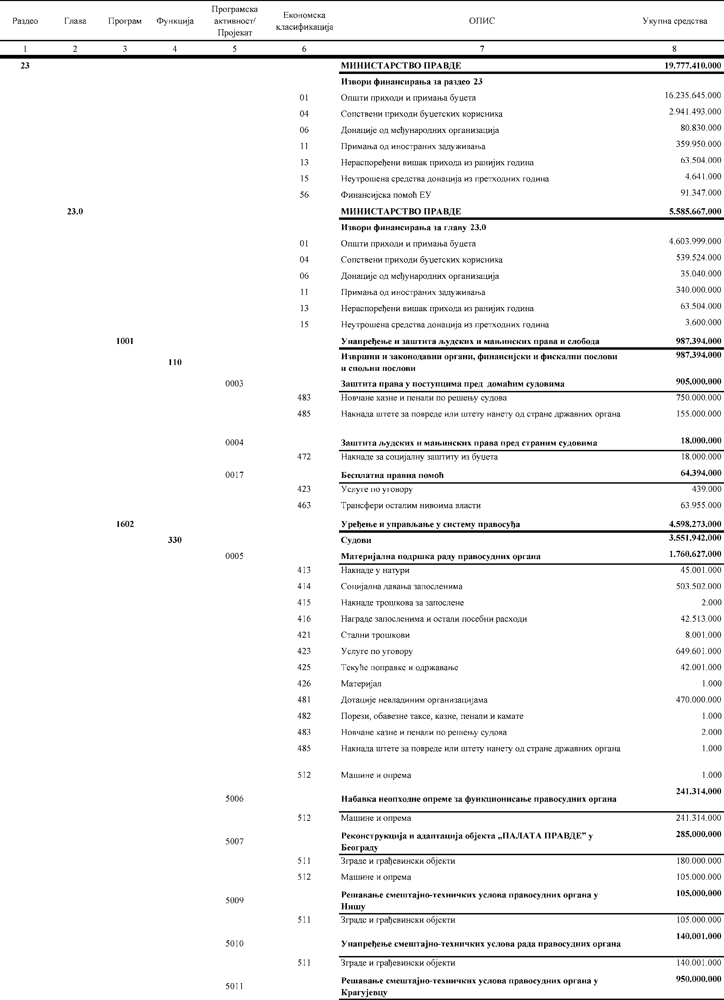 Раздео Глава Програм Функција Програмска активност/ Пројекат Економска класификација ОПИС Укупна средства
1 2 3 4 5 6 7 8
23 МИНИСТАРСТВО ПРАВДЕ 19.777.410.000
Извори финансирања за раздео 23
01 Општи приходи и примања буџета 16.235.645.000
04 Сопствени приходи буџетских корисника 2.941.493.000
06 Донације од међународних организација 80.830.000
11 Примања од иностраних задуживања 359.950.000
13 Нераспоређени вишак прихода из ранијих година 63.504.000
15 Неутрошена средства донација из претходних година 4.641.000
56 Финансијска помоћ ЕУ 91.347.000
23.0 МИНИСТАРСТВО ПРАВДЕ 5.585.667.000
Извори финансирања за главу 23.0
01 Општи приходи и примања буџета 4.603.999.000
04 Сопствени приходи буџетских корисника 539.524.000
06 Донације од међународних организација 35.040.000
11 Примања од иностраних задуживања 340.000.000
13 Нераспоређени вишак прихода из ранијих година 63.504.000
15 Неутрошена средства донација из претходних година 3.600.000
1001 Унапређење и заштита људских и мањинских права и слобода 987.394.000
110 Извршни и законодавни органи, финансијски и фискални послови 987.394.000
и спољни послови
0003 Заштита права у поступцима пред домаћим судовима 905.000.000
483 Новчане казне и пенали по решењу судова 750.000.000
485 Накнада штете за повреде или штету нанету од стране државних органа 155.000.000
0004 Заштита људских и мањинских права пред страним судовима 18.000.000
472 Накнаде за социјалну заштиту из буџета 18.000.000
0017 Бесплатна правна помоћ 64.394.000
423 Услуге по уговору 439.000
463 Трансфери осталим нивоима власти 63.955.000
1602 Уређење и управљање у систему правосуђа 4.598.273.000
330 Судови 3.551.942.000
0005 Материјална подршка раду правосудних органа 1.760.627.000
413 Накнаде у натури 45.001.000
414 Социјална давања запосленима 503.502.000
415 Накнаде трошкова за запослене 2.000
416 Награде запосленима и остали посебни расходи 42.513.000
421 Стални трошкови 8.001.000
423 Услуге по уговору 649.601.000
425 Текуће поправке и одржавање 42.001.000
426 Материјал 1.000
481 Дотације невладиним организацијама 470.000.000
482 Порези, обавезне таксе, казне, пенали и камате 1.000
483 Новчане казне и пенали по решењу судова 2.000
485 Накнада штете за повреде или штету нанету од стране државних органа 1.000
512 Машине и опрема 1.000
5006 Набавка неопходне опреме за функционисање правосудних органа 241.314.000
512 Машине и опрема 241.314.000
5007 Реконструкција и адаптација објекта „ПАЛАТА ПРАВДЕ” у 285.000.000
Београду
511 Зграде и грађевински објекти 180.000.000
512 Машине и опрема 105.000.000
5009 Решавање смештајно-техничких услова правосудних органа у 105.000.000
Нишу
511 Зграде и грађевински објекти 105.000.000
5010 Унапређење смештајно-техничких услова рада правосудних органа 140.001.000
511 Зграде и грађевински објекти 140.001.000
5011 Решавање смештајно-техничких услова правосудних органа у 950.000.000
Крагујевцу